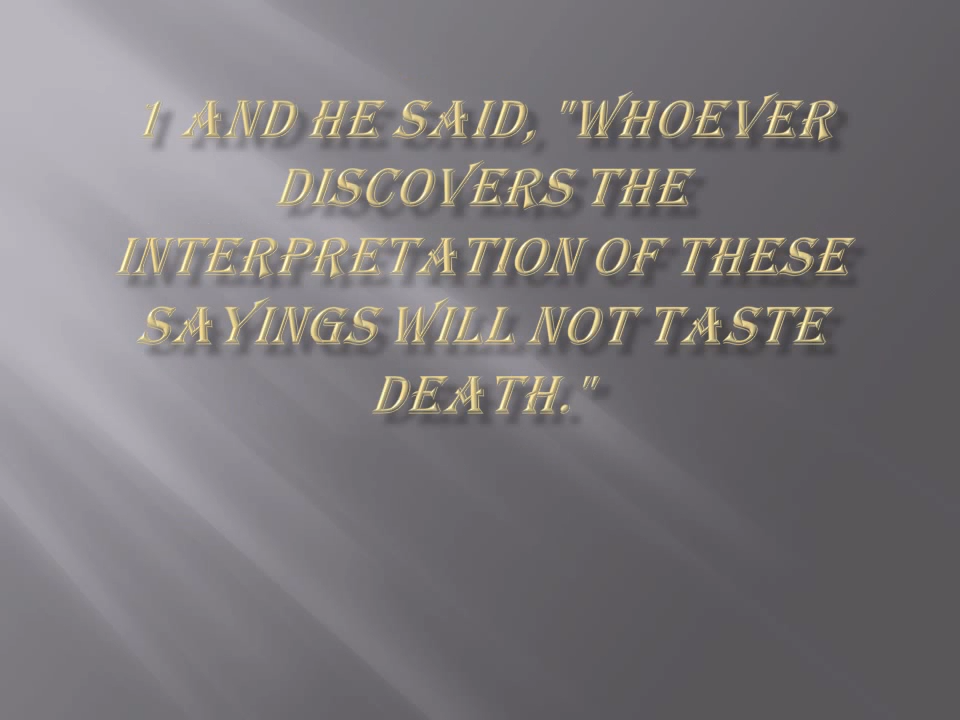 1 AND HE SAID, "WHOEVER
DISCOVERS THE
INTERPRETATION OF THESE
SAYINGS WILL NOT TASTE
DEATH."